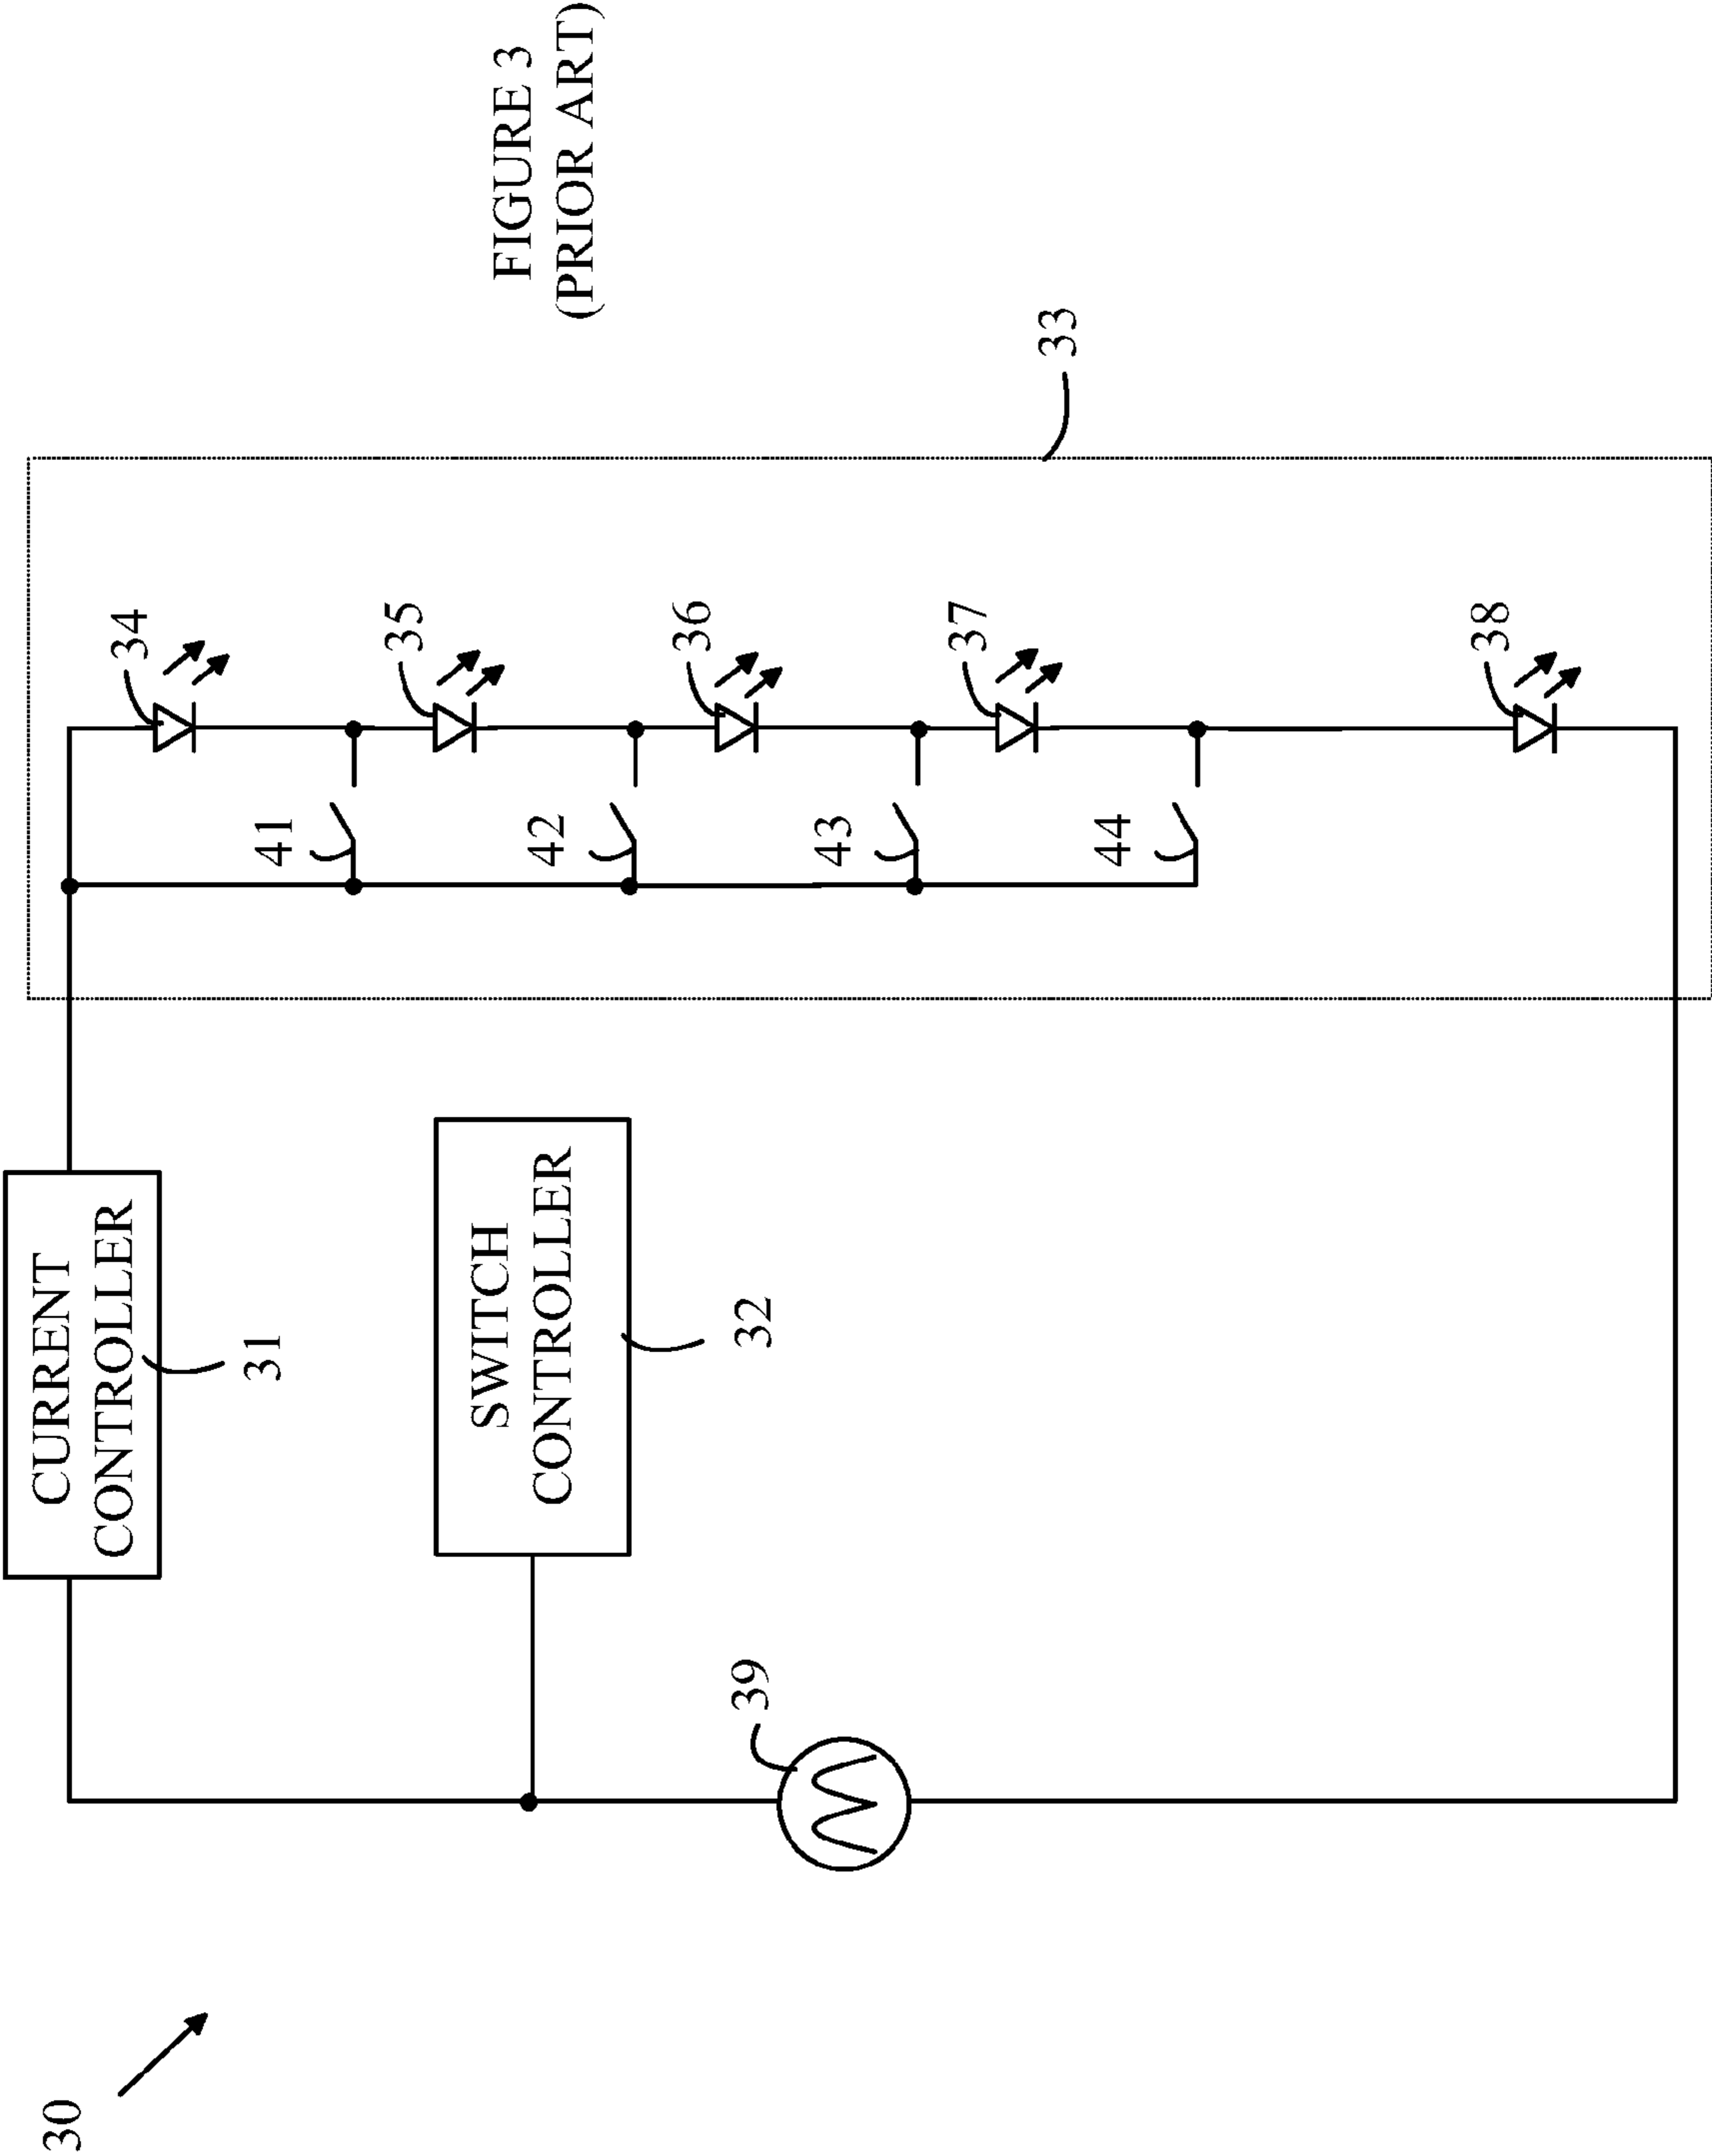 30
CURRENT
CONTROLLER
31
SWITCH
CONTROLLER
32
39
41
42
43
44
34
35
36
37
38
33
FIGURE 3
(PRIOR ART)